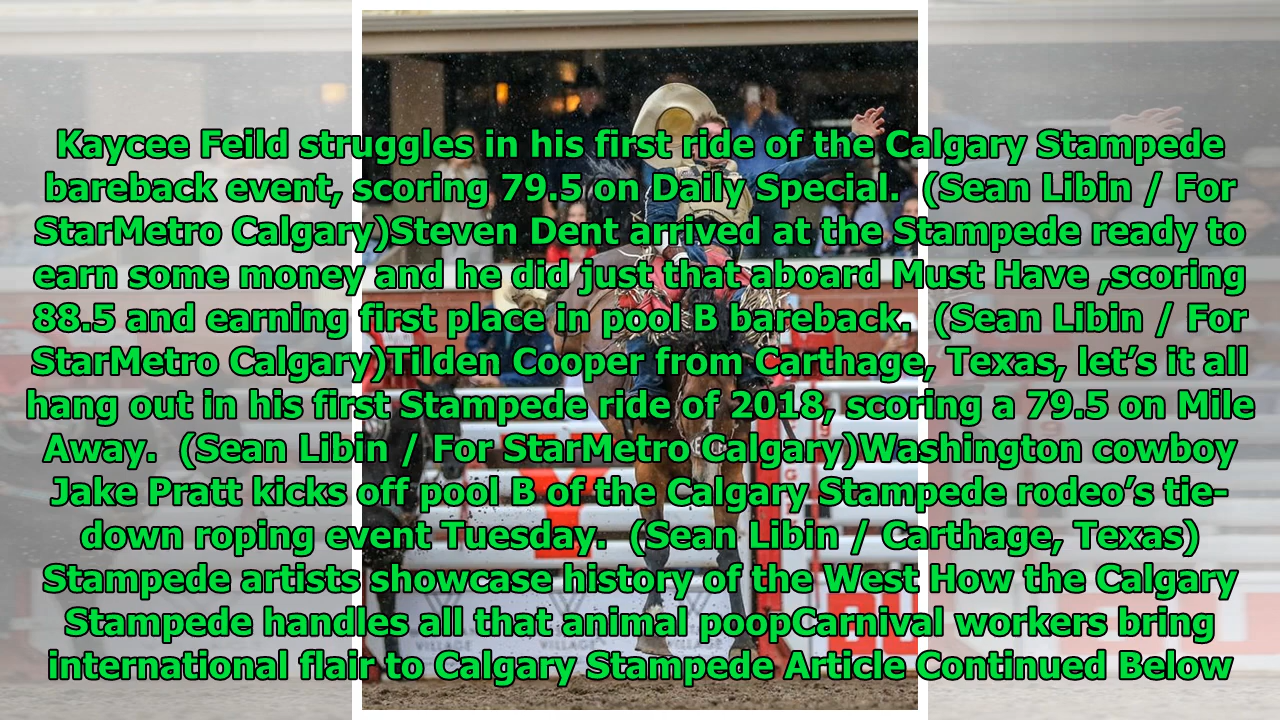 Kaycee Feild struggles in his first ride of the Calgary Stampede
bareback event, scoring 79.5 on Daily Special.  (Sean Libin / For
StarMetro Calgary)Steven Dent arrived at the Stampede ready to
earn some money and he did just that aboard Must Have ,scoring
88.5 and earning first place in pool B bareback.  (Sean Libin / For
StarMetro Calgary)Tilden Cooper from Carthage, Texas, let’s it all
hang out in his first Stampede ride of 2018, scoring a 79.5 on Mile
Away.  (Sean Libin / For StarMetro Calgary)Washington cowboy
Jake Pratt kicks off pool B of the Calgary Stampede rodeo’s tie-
down roping event Tuesday.  (Sean Libin / Carthage, Texas)
Stampede artists showcase history of the West How the Calgary
Stampede handles all that animal poopCarnival workers bring
international flair to Calgary Stampede Article Continued Below
VILLAGE